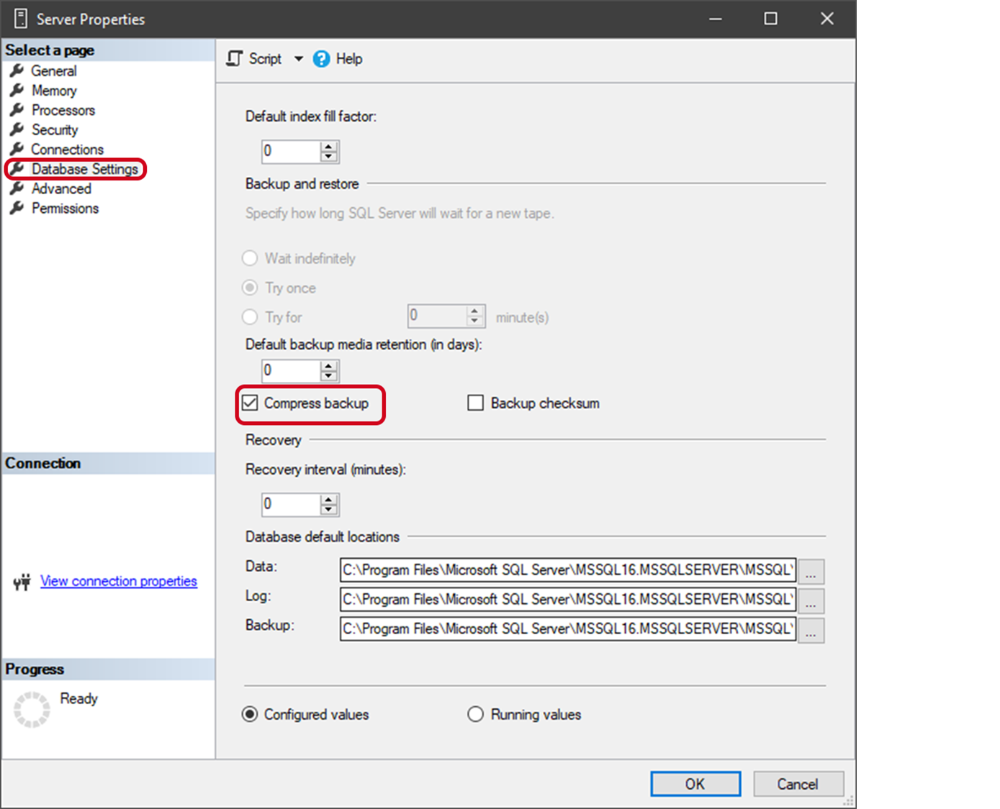 Server Properties
Select a page
General
Memory
Processors
Security
Connections
Database Settings
Advanced
Permissions
Connection
View connection properties
Progress
Ready
Script
Help
Default index fill factor:
0
Backup and restore
Specify how long SQL Server will wait for a new tape.
Wait indefinitely
Try once
Try for 0 minute(s)
Default backup media retention (in days):
0
Compress backup Backup checksum
Recovery
Recovery interval (minutes):
0
Database default locations
Data: C:\Program Files\Microsoft SQL Server\MSSQL16.MSSQLSERVER\MSSQL\ ...
Log: C:\Program Files\Microsoft SQL Server\MSSQL16.MSSQLSERVER\MSSQL\ ...
Backup: C:\Program Files\Microsoft SQL Server\MSSQL16.MSSQLSERVER\MSSQL\ ...
Configured values Running values
OK Cancel